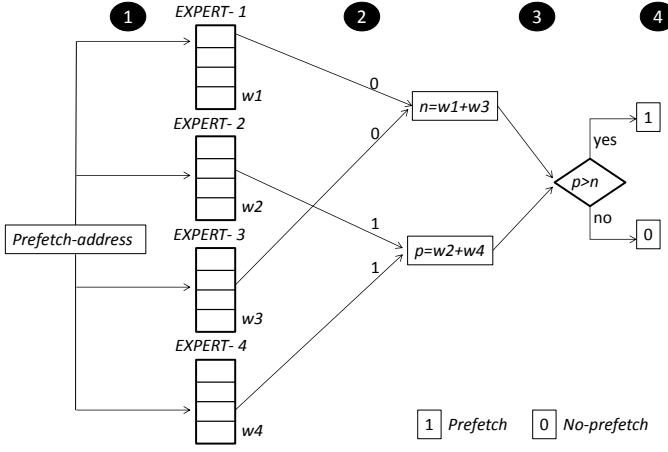 1 2 3 4
EXPERT- 1
w1
0
n=w1+w3
EXPERT- 2
w2
0
1
yes
p>n
no
1
0
Prefetch-address
EXPERT- 3
w3
1
p=w2+w4
1
EXPERT- 4
w4
1 Prefetch 0 No-prefetch